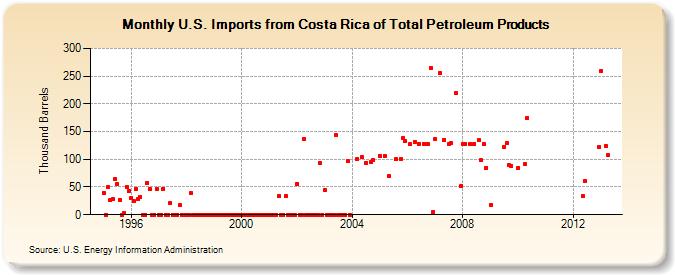 Monthly U.S. Imports from Costa Rica of Total Petroleum Products
Thousand Barrels
300
250
200
150
100
50
0
1996 2000 2004 2008 2012
Source: U.S. Energy Information Administration